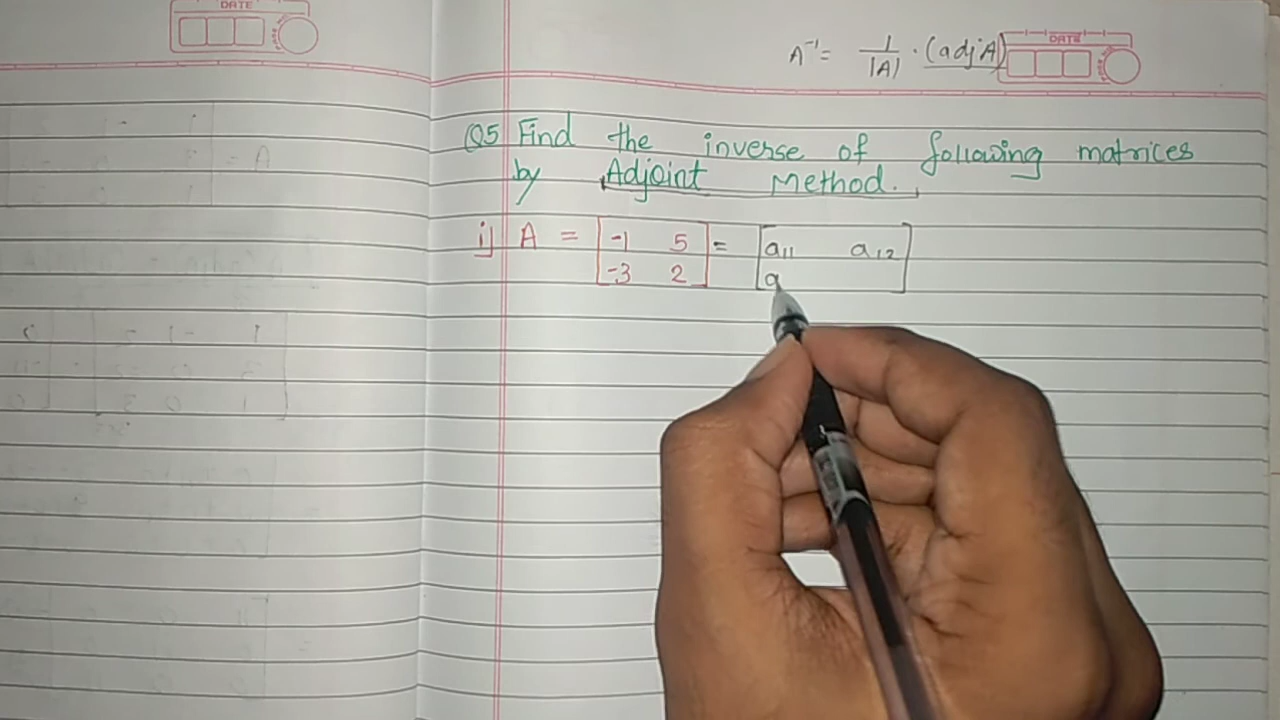 DATE
A⁻¹ = 1/|A| · (adj A)
DATE
Q5 Find the inverse of following matrices
by Adjoint Method.
i) A = [-1 5 = [a₁₁ a₁₂]
-3 2] [a